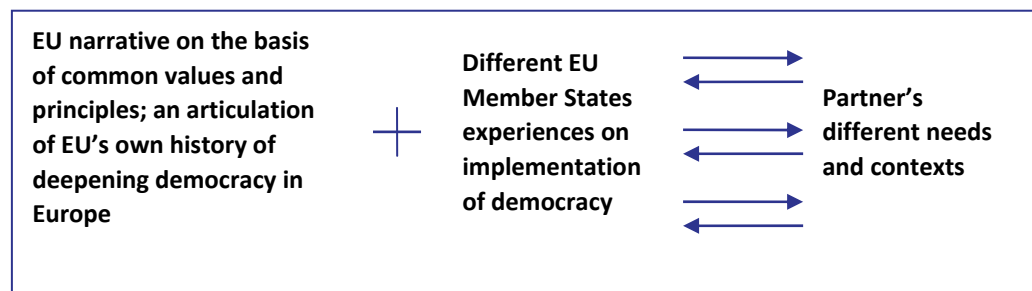 EU narrative on the basis
of common values and
principles; an articulation
of EU’s own history of
deepening democracy in
Europe
Different EU
Member States
experiences on
implementation
of democracy
Partner’s
different needs
and contexts